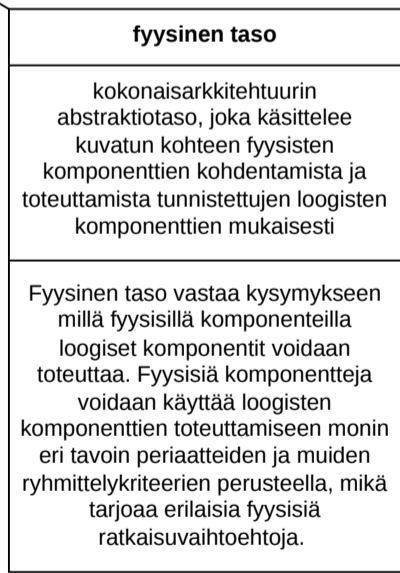 fyysinen taso
kokonaisarkkitehtuurin
abstraktiotaso, joka käsittelee
kuvatun kohteen fyysisten
komponenttien kohdentamista ja
toteuttamista tunnistettujen loogisten
komponenttien mukaisesti
Fyysinen taso vastaa kysymykseen
millä fyysisillä komponenteilla
loogiset komponentit voidaan
toteuttaa. Fyysisiä komponentteja
voidaan käyttää loogisten
komponenttien toteuttamiseen monin
eri tavoin periaatteiden ja muiden
ryhmittelykriteerien perusteella, mikä
tarjoaa erilaisia fyysisiä
ratkaisuvaihtoehtoja.